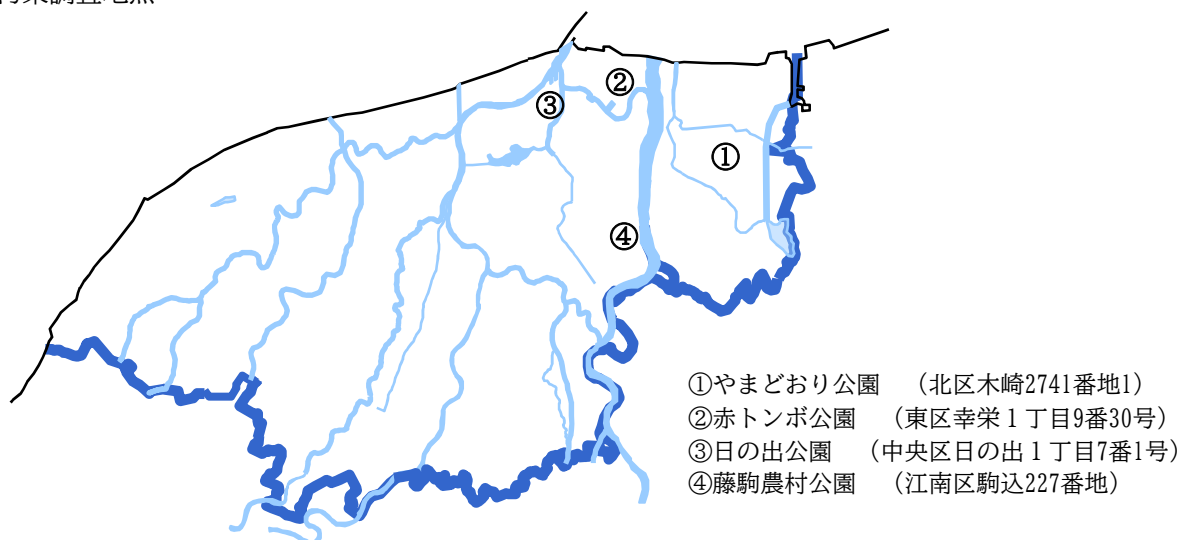 ②
③
①
④
①やまどおり公園　（北区木崎2741番地1）
②赤トンボ公園　（東区幸栄１丁目9番30号）
③日の出公園　（中央区日の出１丁目7番1号）
④藤駒農村公園　（江南区駒込227番地）